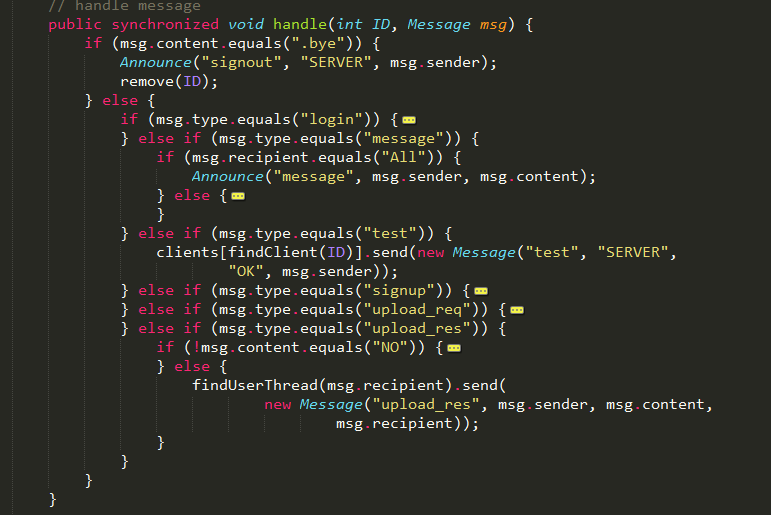 // handle message
public synchronized void handle(int ID, Message msg) {
if (msg.content.equals(".bye")) {
Announce("signout", "SERVER", msg.sender);
remove(ID);
} else {
if (msg.type.equals("login")) {
} else if (msg.type.equals("message")) {
if (msg.recipient.equals("All")) {
Announce("message", msg.sender, msg.content);
} else {
}
} else if (msg.type.equals("test")) {
clients[findClient(ID)].send(new Message("test", "SERVER",
"OK", msg.sender));
} else if (msg.type.equals("signup")) {
} else if (msg.type.equals("upload_req")) {
} else if (msg.type.equals("upload_res")) {
if (!msg.content.equals("NO")) {
} else {
findUserThread(msg.recipient).send(
new Message("upload_res", msg.sender, msg.content,
msg.recipient));
}
}
}
}